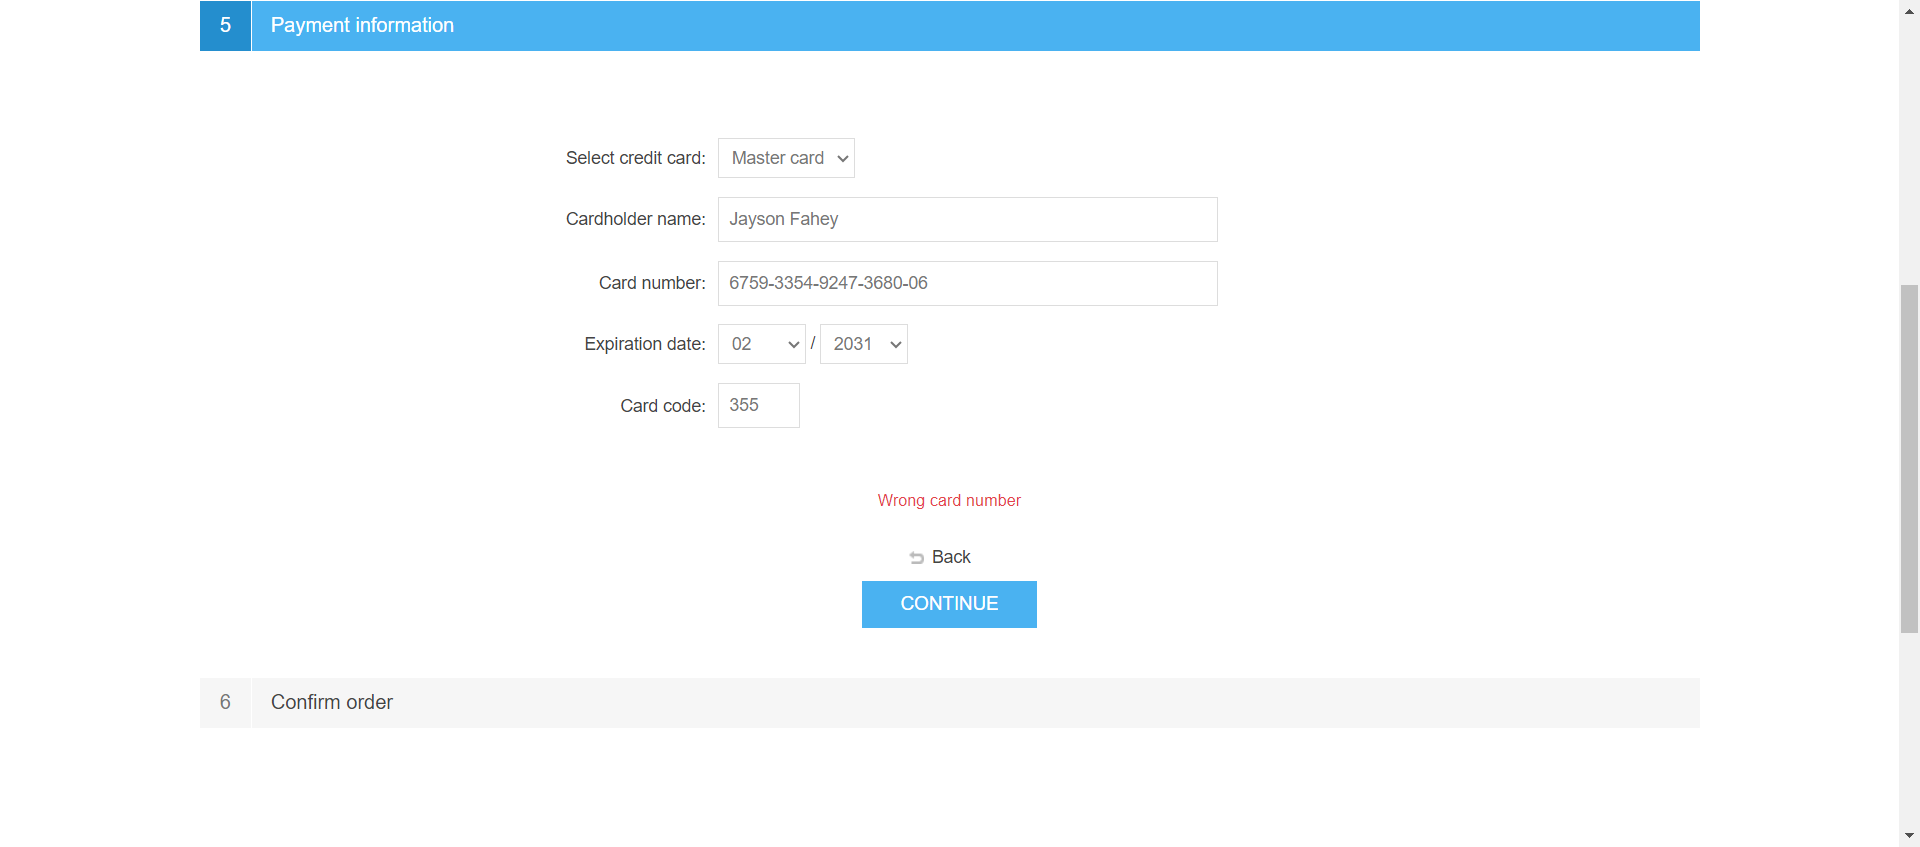 5 Payment information
Select credit card: Master card
Cardholder name: Jayson Fahey
Card number: 6759-3354-9247-3680-06
Expiration date: 02 / 2031
Card code: 355
Wrong card number
Back
CONTINUE
6 Confirm order